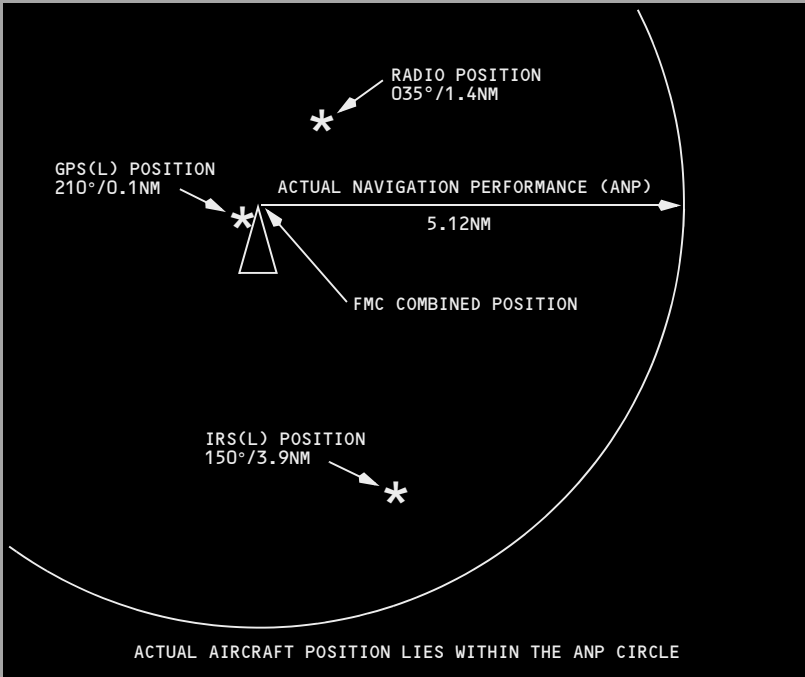 RADIO POSITION
035°/1.4NM
GPS(L) POSITION
210°/0.1NM
ACTUAL NAVIGATION PERFORMANCE (ANP)
5.12NM
FMC COMBINED POSITION
IRS(L) POSITION
150°/3.9NM
ACTUAL AIRCRAFT POSITION LIES WITHIN THE ANP CIRCLE